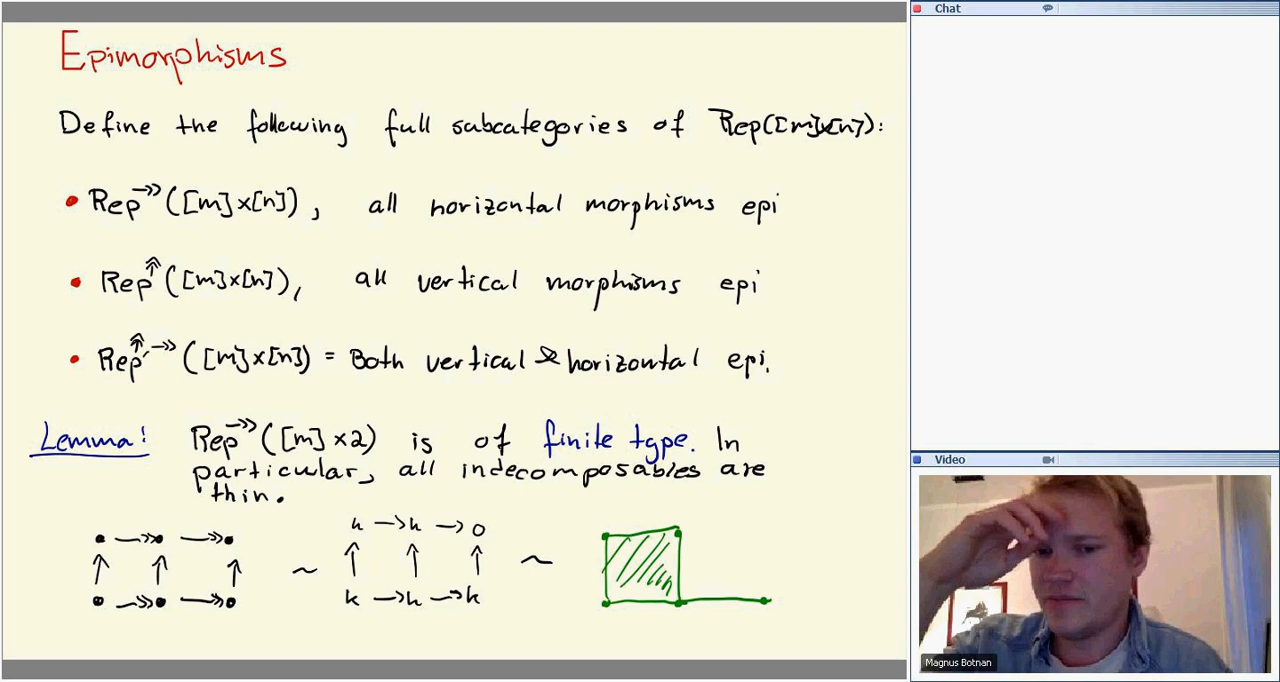 Epimorphisms
Define the following full subcategories of Rep([m]×[n]):
• Rep^↠([m]×[n]), all horizontal morphisms epi
• Rep^↟([m]×[n]), all vertical morphisms epi
• Rep^↟,↠([m]×[n]) = Both vertical & horizontal epi.
Lemma: Rep^↠([m]×2) is of finite type. In
particular, all indecomposables are
thin.
• ↠ • ↠ •
↑ ↑ ↑
• ↠ • ↠ •
~
k → k → 0
↑ ↑ ↑
k → k → k
~
Chat
Video
Magnus Botnan